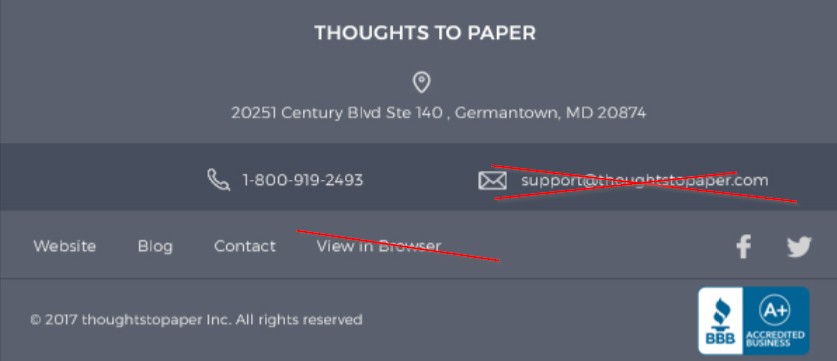 THOUGHTS TO PAPER
20251 Century Blvd Ste 140 , Germantown, MD 20874
1-800-919-2493
support@thoughtstopaper.com
Website Blog Contact View in Browser
© 2017 thoughtstopaper Inc. All rights reserved
BBB
A+
ACCREDITED
BUSINESS